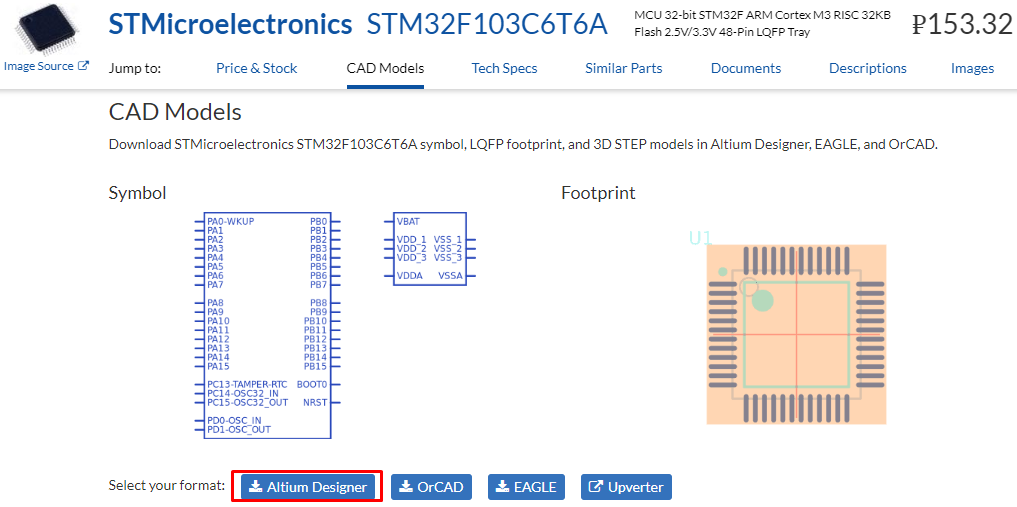 STMicroelectronics STM32F103C6T6A
MCU 32-bit STM32F ARM Cortex M3 RISC 32KB
Flash 2.5V/3.3V 48-Pin LQFP Tray
₽153.32
Image Source
Jump to: Price & Stock CAD Models Tech Specs Similar Parts Documents Descriptions Images
CAD Models
Download STMicroelectronics STM32F103C6T6A symbol, LQFP footprint, and 3D STEP models in Altium Designer, EAGLE, and OrCAD.
Symbol
Footprint
PA0-WKUP PB0
PA1 PB1
PA2 PB2
PA3 PB3
PA4 PB4
PA5 PB5
PA6 PB6
PA7 PB7
PA8 PB8
PA9 PB9
PA10 PB10
PA11 PB11
PA12 PB12
PA13 PB13
PA14 PB14
PA15 PB15
PC13-TAMPER-RTC BOOT0
PC14-OSC32_IN
PC15-OSC32_OUT NRST
PD0-OSC_IN
PD1-OSC_OUT
VBAT
VDD_1 VSS_1
VDD_2 VSS_2
VDD_3 VSS_3
VDDA VSSA
U1
Select your format: Altium Designer OrCAD EAGLE Upverter